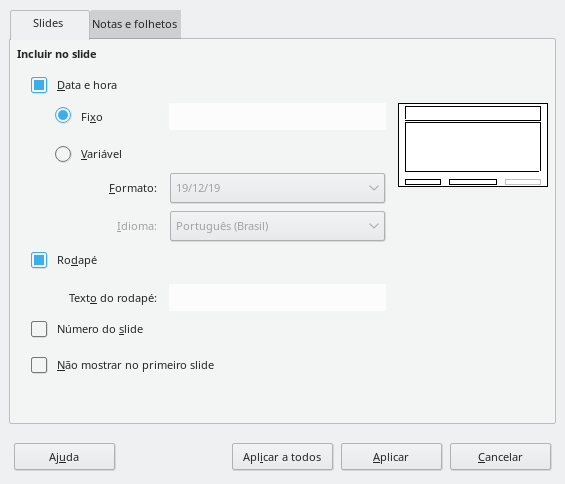 Slides
Notas e folhetos
Incluir no slide
Data e hora
Fixo
Variável
Formato: 19/12/19
Idioma: Português (Brasil)
Rodapé
Texto do rodapé:
Número do slide
Não mostrar no primeiro slide
Ajuda
Aplicar a todos
Aplicar
Cancelar